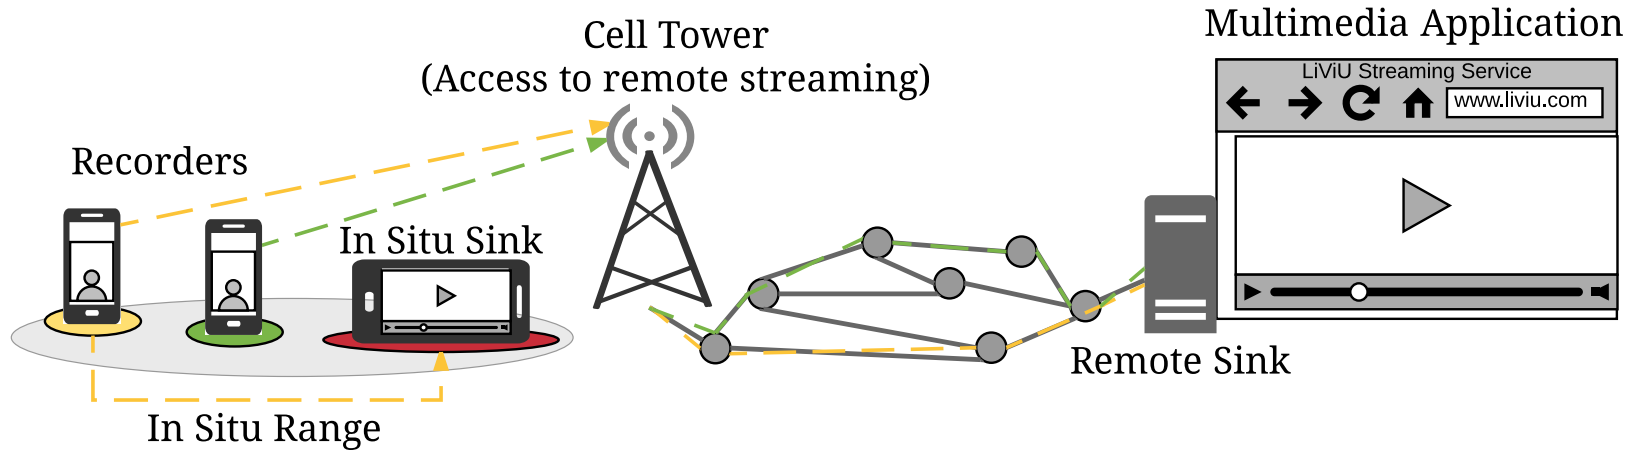 Multimedia Application
Cell Tower
(Access to remote streaming)
LiViU Streaming Service
www.liviu.com
Recorders
In Situ Sink
Remote Sink
In Situ Range